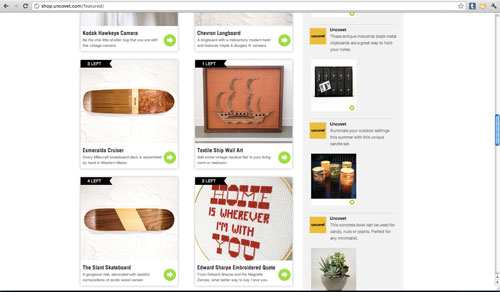 shop.uncovet.com/featured/
Kodak Hawkeye Camera
Be the chic little shutter bug that you are with
this vintage camera.
Chevron Longboard
A longboard with a midcentury modern feel
and features maple & douglas fir veneers.
3 LEFT
Esmeralda Cruiser
Every Millcraft skateboard deck is assembled
by hand in Western Maine.
1 LEFT
Textile Ship Wall Art
Add some vintage nautical flair to your living
room or bedroom.
4 LEFT
The Slant Skateboard
A gorgeous ride, decorated with tasteful
compositions of exotic wood veneer.
2 LEFT
HOME
IS WHEREVER
I'M WITH
YOU
Edward Sharpe Embroidered Quote
From Edward Sharpe and the Magnetic
Zeroes, what better way to say I love you.
Uncovet
These antique industrial black metal
clipboards are a great way to hold
your notes.
Uncovet
Illuminate your outdoor settings
this summer with this unique
candle set.
Uncovet
This concrete bowl can be used for
candy, nuts or plants. Perfect for
any minimalist.